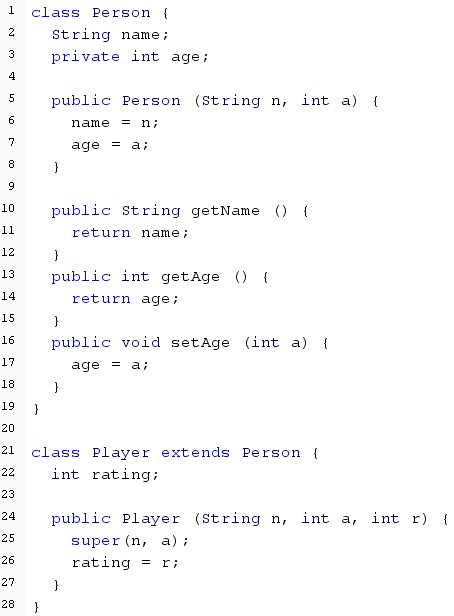 1 class Person {
2 String name;
3 private int age;
4
5 public Person (String n, int a) {
6 name = n;
7 age = a;
8 }
9
10 public String getName () {
11 return name;
12 }
13 public int getAge () {
14 return age;
15 }
16 public void setAge (int a) {
17 age = a;
18 }
19 }
20
21 class Player extends Person {
22 int rating;
23
24 public Player (String n, int a, int r) {
25 super(n, a);
26 rating = r;
27 }
28 }